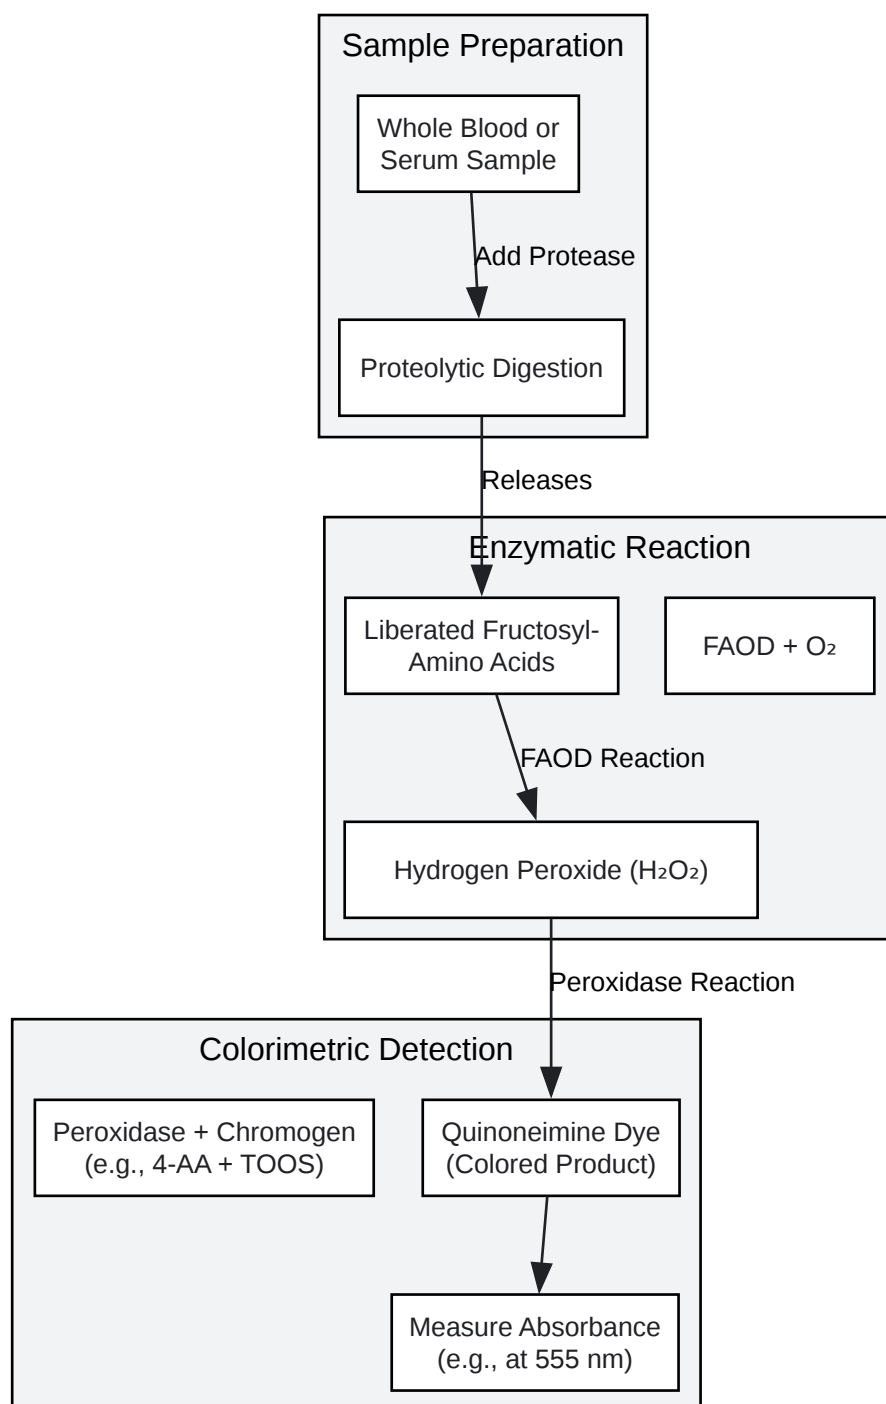 Sample Preparation
Whole Blood or
Serum Sample
Add Protease
Proteolytic Digestion
Releases
Enzymatic Reaction
Liberated Fructosyl-
Amino Acids
FAOD + O₂
FAOD Reaction
Hydrogen Peroxide (H₂O₂)
Peroxidase Reaction
Colorimetric Detection
Peroxidase + Chromogen
(e.g., 4-AA + TOOS)
Quinoneimine Dye
(Colored Product)
Measure Absorbance
(e.g., at 555 nm)